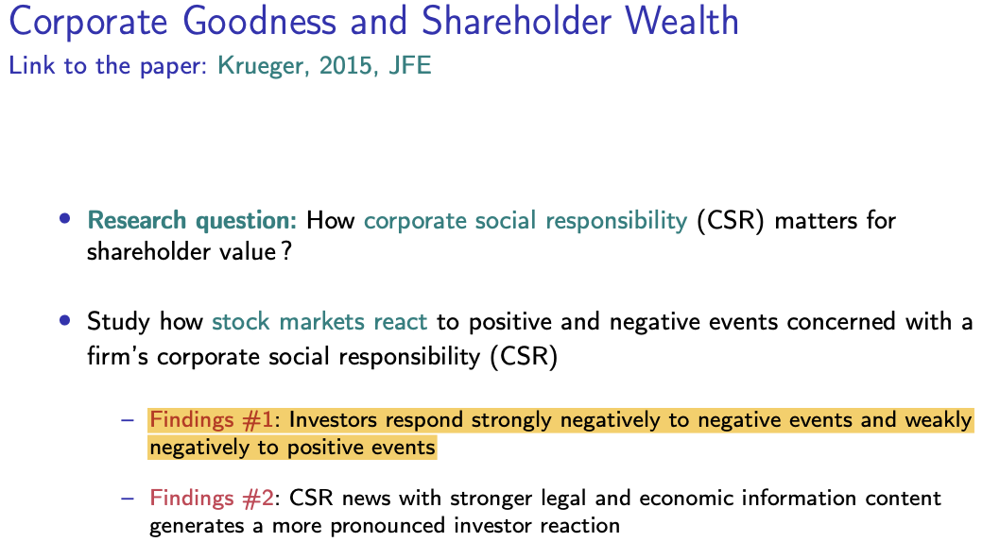 Corporate Goodness and Shareholder Wealth
Link to the paper: Krueger, 2015, JFE
• Research question: How corporate social responsibility (CSR) matters for
shareholder value ?
• Study how stock markets react to positive and negative events concerned with a
firm's corporate social responsibility (CSR)
– Findings #1: Investors respond strongly negatively to negative events and weakly
negatively to positive events
– Findings #2: CSR news with stronger legal and economic information content
generates a more pronounced investor reaction